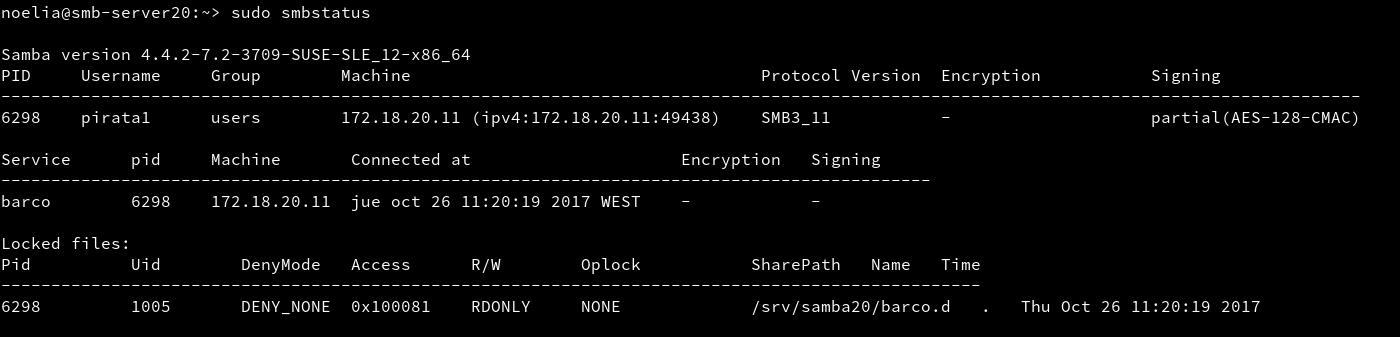 noelia@smb-server20:~> sudo smbstatus
Samba version 4.4.2-7.2-3709-SUSE-SLE_12-x86_64
PID     Username     Group        Machine                                   Protocol Version  Encryption           Signing
----------------------------------------------------------------------------------------------------------------------------------------
6298    pirata1      users        172.18.20.11 (ipv4:172.18.20.11:49438)    SMB3_11           -                    partial(AES-128-CMAC)
Service      pid     Machine       Connected at                     Encryption   Signing
---------------------------------------------------------------------------------------------
barco        6298    172.18.20.11  jue oct 26 11:20:19 2017 WEST    -            -
Locked files:
Pid          Uid        DenyMode   Access      R/W        Oplock           SharePath   Name   Time
--------------------------------------------------------------------------------------------------
6298         1005       DENY_NONE  0x100081    RDONLY     NONE             /srv/samba20/barco.d   .   Thu Oct 26 11:20:19 2017